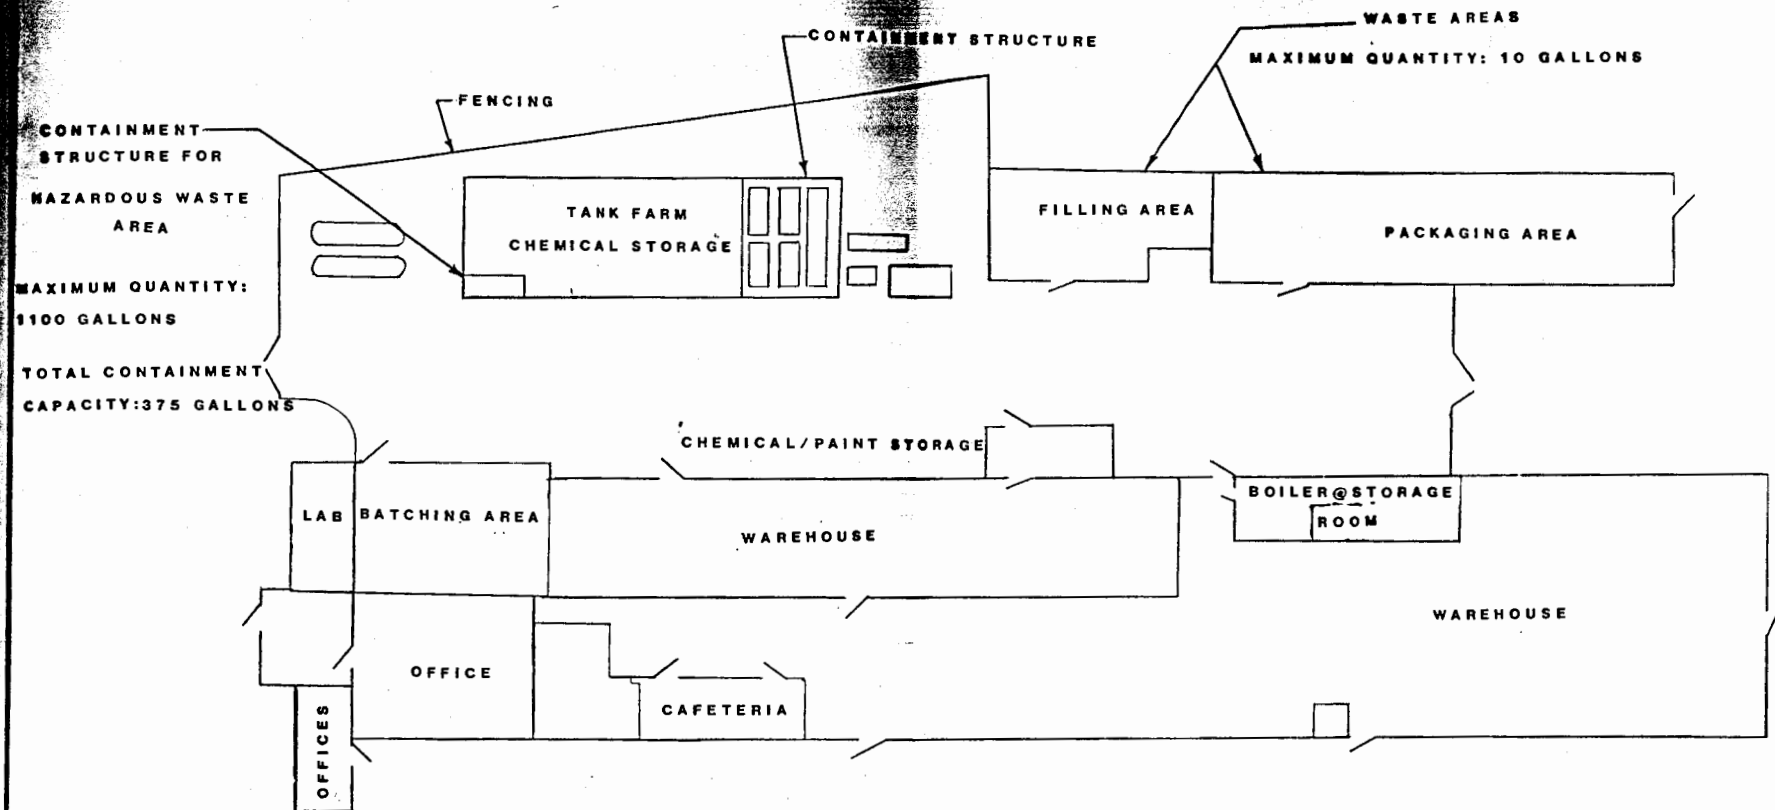 WASTE AREAS
MAXIMUM QUANTITY: 10 GALLONS
CONTAINMENT STRUCTURE
FENCING
CONTAINMENT
STRUCTURE FOR
HAZARDOUS WASTE
AREA
MAXIMUM QUANTITY:
1100 GALLONS
TOTAL CONTAINMENT
CAPACITY:375 GALLONS
TANK FARM
CHEMICAL STORAGE
FILLING AREA
PACKAGING AREA
CHEMICAL/PAINT STORAGE
LAB
BATCHING AREA
WAREHOUSE
BOILER@STORAGE
ROOM
WAREHOUSE
OFFICE
CAFETERIA
OFFICES